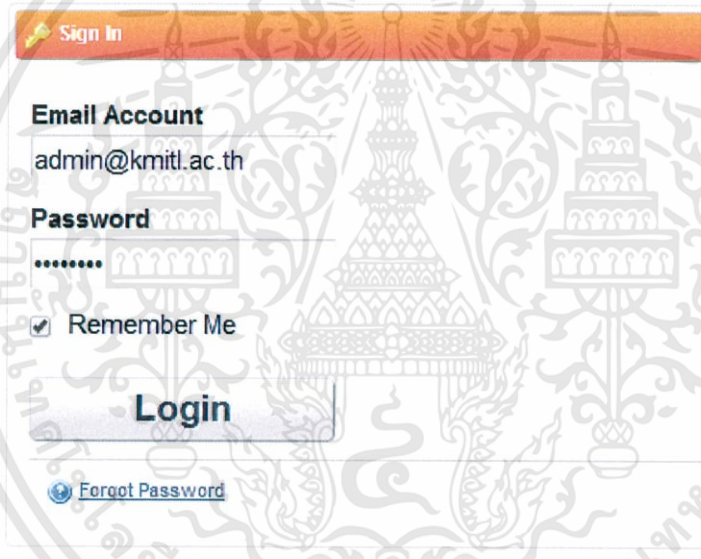 Sign In
Email Account
admin@kmitl.ac.th
Password
••••••••
Remember Me
Login
Forgot Password